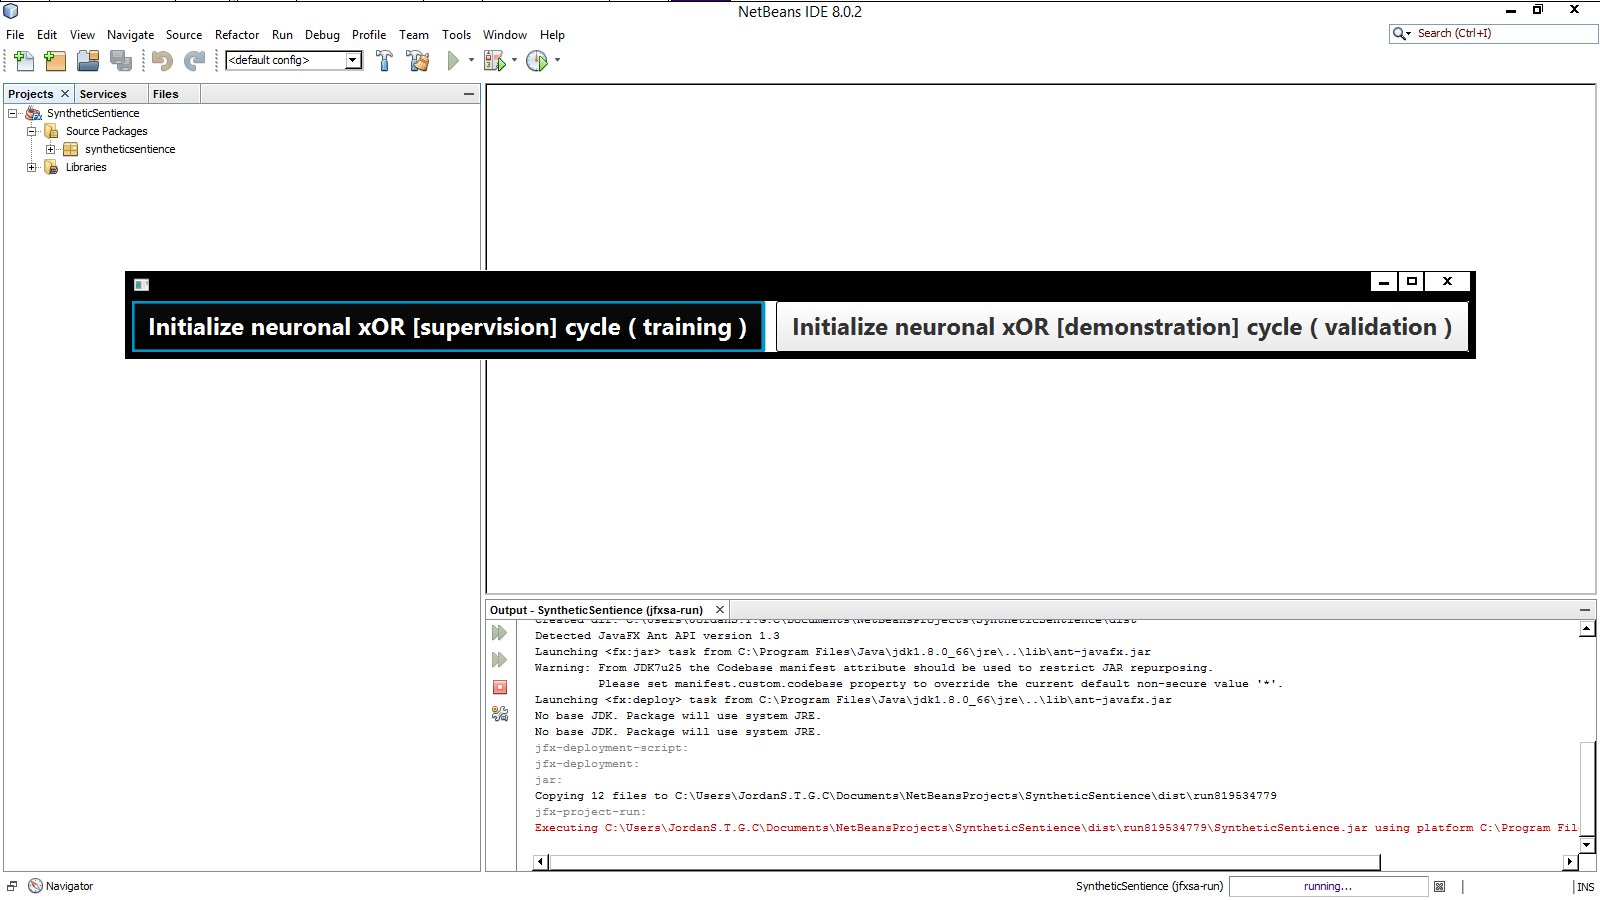 NetBeans IDE 8.0.2
File Edit View Navigate Source Refactor Run Debug Profile Team Tools Window Help
Search (Ctrl+I)
<default config>
Projects Services Files
SyntheticSentience
Source Packages
syntheticsentience
Libraries
Initialize neuronal xOR [supervision] cycle ( training )
Initialize neuronal xOR [demonstration] cycle ( validation )
Output - SyntheticSentience (jfxsa-run)
Created dir: C:\Users\JordanS.T.G.C\Documents\NetBeansProjects\SyntheticSentience\dist
Detected JavaFX Ant API version 1.3
Launching <fx:jar> task from C:\Program Files\Java\jdk1.8.0_66\jre\..\lib\ant-javafx.jar
Warning: From JDK7u25 the Codebase manifest attribute should be used to restrict JAR repurposing.
Please set manifest.custom.codebase property to override the current default non-secure value '*'.
Launching <fx:deploy> task from C:\Program Files\Java\jdk1.8.0_66\jre\..\lib\ant-javafx.jar
No base JDK. Package will use system JRE.
No base JDK. Package will use system JRE.
jfx-deployment-script:
jfx-deployment:
jar:
Copying 12 files to C:\Users\JordanS.T.G.C\Documents\NetBeansProjects\SyntheticSentience\dist\run819534779
jfx-project-run:
Executing C:\Users\JordanS.T.G.C\Documents\NetBeansProjects\SyntheticSentience\dist\run819534779\SyntheticSentience.jar using platform C:\Program Fil
Navigator
SyntheticSentience (jfxsa-run)
running...
INS